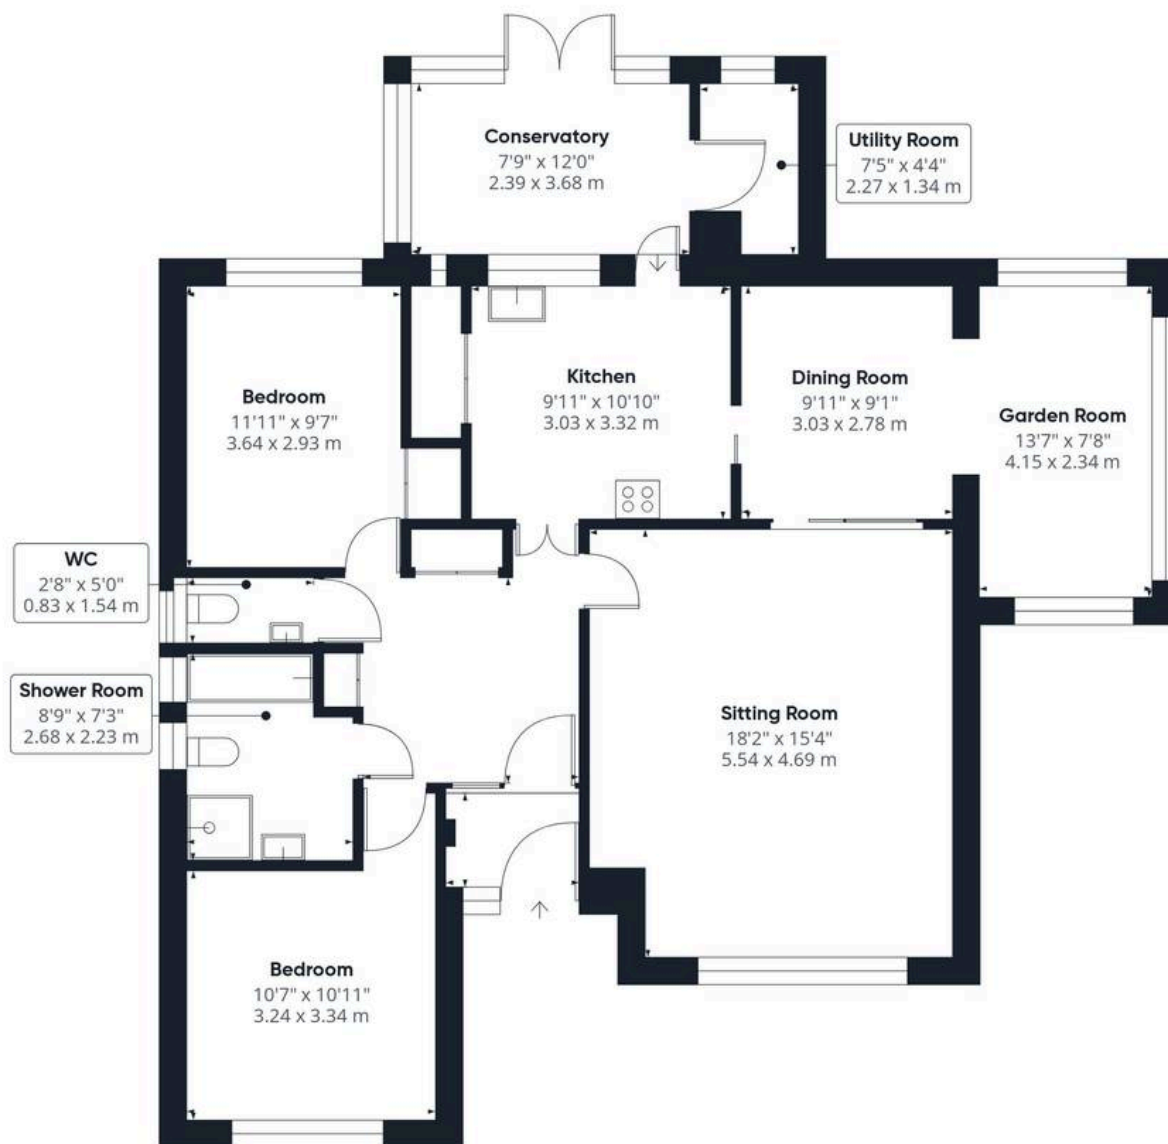 Conservatory
7'9" x 12'0"
2.39 x 3.68 m
Utility Room
7'5" x 4'4"
2.27 x 1.34 m
Bedroom
11'11" x 9'7"
3.64 x 2.93 m
Kitchen
9'11" x 10'10"
3.03 x 3.32 m
Dining Room
9'11" x 9'1"
3.03 x 2.78 m
Garden Room
13'7" x 7'8"
4.15 x 2.34 m
WC
2'8" x 5'0"
0.83 x 1.54 m
Shower Room
8'9" x 7'3"
2.68 x 2.23 m
Sitting Room
18'2" x 15'4"
5.54 x 4.69 m
Bedroom
10'7" x 10'11"
3.24 x 3.34 m